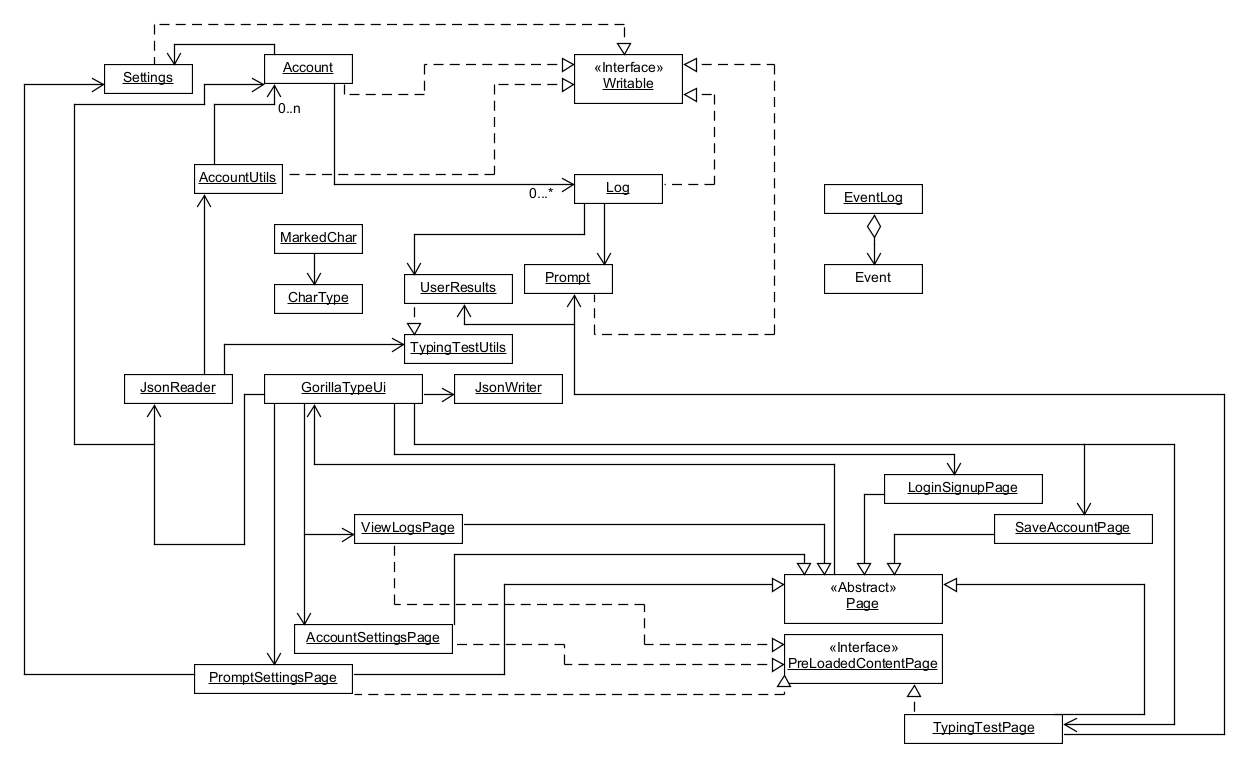 «Interface»
Writable
Settings
Account
0..n
AccountUtils
Log
0...*
EventLog
MarkedChar
Event
CharType
UserResults
Prompt
TypingTestUtils
JsonReader
GorillaTypeUi
JsonWriter
LoginSignupPage
ViewLogsPage
SaveAccountPage
«Abstract»
Page
AccountSettingsPage
«Interface»
PreLoadedContentPage
PromptSettingsPage
TypingTestPage